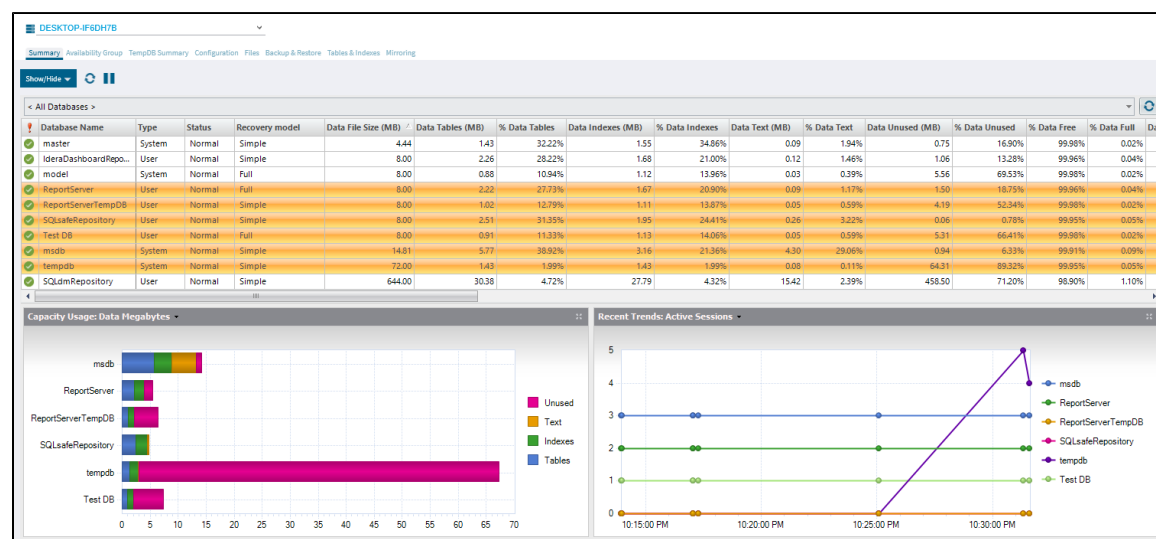 DESKTOP-IF6DH7B
Summary Availability Group TempDB Summary Configuration Files Backup & Restore Tables & Indexes Mirroring
Show/Hide
< All Databases >
Database Name Type Status Recovery model Data File Size (MB) Data Tables (MB) % Data Tables Data Indexes (MB) % Data Indexes Data Text (MB) % Data Text Data Unused (MB) % Data Unused % Data Free % Data Full Da
master System Normal Simple 4.44 1.43 32.22% 1.55 34.86% 0.09 1.94% 0.75 16.90% 99.98% 0.02%
IderaDashboardRepo... User Normal Simple 8.00 2.26 28.22% 1.68 21.00% 0.12 1.46% 1.06 13.28% 99.96% 0.04%
model System Normal Full 8.00 0.88 10.94% 1.12 13.96% 0.03 0.39% 5.56 69.53% 99.98% 0.02%
ReportServer User Normal Full 8.00 2.22 27.73% 1.67 20.90% 0.09 1.17% 1.50 18.75% 99.96% 0.04%
ReportServerTempDB User Normal Simple 8.00 1.02 12.79% 1.11 13.87% 0.05 0.59% 4.19 52.34% 99.98% 0.02%
SQLsafeRepository User Normal Simple 8.00 2.51 31.35% 1.95 24.41% 0.26 3.22% 0.06 0.78% 99.95% 0.05%
Test DB User Normal Full 8.00 0.91 11.33% 1.13 14.06% 0.05 0.59% 5.31 66.41% 99.98% 0.02%
msdb System Normal Simple 14.81 5.77 38.92% 3.16 21.36% 4.30 29.06% 0.94 6.33% 99.91% 0.09%
tempdb System Normal Simple 72.00 1.43 1.99% 1.43 1.99% 0.08 0.11% 64.31 89.32% 99.95% 0.05%
SQLdmRepository User Normal Simple 644.00 30.38 4.72% 27.79 4.32% 15.42 2.39% 458.50 71.20% 98.90% 1.10%
Capacity Usage: Data Megabytes
msdb
ReportServer
ReportServerTempDB
SQLsafeRepository
tempdb
Test DB
0 5 10 15 20 25 30 35 40 45 50 55 60 65 70
Unused
Text
Indexes
Tables
Recent Trends: Active Sessions
5
4
3
2
1
0
10:15:00 PM 10:20:00 PM 10:25:00 PM 10:30:00 PM
msdb
ReportServer
ReportServerTempDB
SQLsafeRepository
tempdb
Test DB